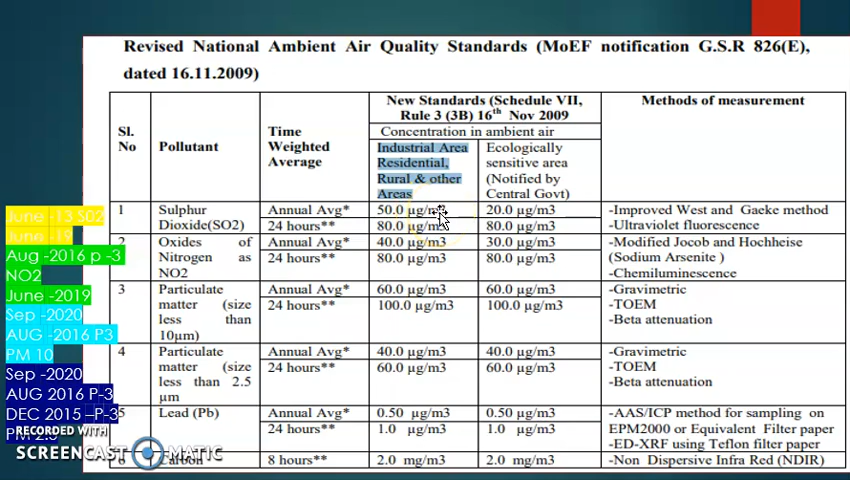 Revised National Ambient Air Quality Standards (MoEF notification G.S.R 826(E),
dated 16.11.2009)
Sl. No
Pollutant
Time Weighted Average
New Standards (Schedule VII, Rule 3 (3B) 16th Nov 2009
Concentration in ambient air
Industrial Area Residential, Rural & other Areas
Ecologically sensitive area (Notified by Central Govt)
Methods of measurement
1 Sulphur Dioxide(SO2)
Annual Avg* 50.0 µg/m3 20.0 µg/m3
24 hours** 80.0 µg/m3 80.0 µg/m3
-Improved West and Gaeke method
-Ultraviolet fluorescence
2 Oxides of Nitrogen as NO2
Annual Avg* 40.0 µg/m3 30.0 µg/m3
24 hours** 80.0 µg/m3 80.0 µg/m3
-Modified Jocob and Hochheise
(Sodium Arsenite )
-Chemiluminescence
3 Particulate matter (size less than 10µm)
Annual Avg* 60.0 µg/m3 60.0 µg/m3
24 hours** 100.0 µg/m3 100.0 µg/m3
-Gravimetric
-TOEM
-Beta attenuation
4 Particulate matter (size less than 2.5 µm
Annual Avg* 40.0 µg/m3 40.0 µg/m3
24 hours** 60.0 µg/m3 60.0 µg/m3
-Gravimetric
-TOEM
-Beta attenuation
5 Lead (Pb)
Annual Avg* 0.50 µg/m3 0.50 µg/m3
24 hours** 1.0 µg/m3 1.0 µg/m3
-AAS/ICP method for sampling on
EPM2000 or Equivalent Filter paper
-ED-XRF using Teflon filter paper
6 Carbon 8 hours** 2.0 mg/m3 2.0 mg/m3 -Non Dispersive Infra Red (NDIR)
June -13 S02
June -19
Aug -2016 p -3
NO2
June -2019
Sep -2020
AUG -2016 P3
PM 10
Sep -2020
AUG 2016 P-3
DEC 2015 –P-3
PM 2.5
RECORDED WITH
SCREENCAST MATIC